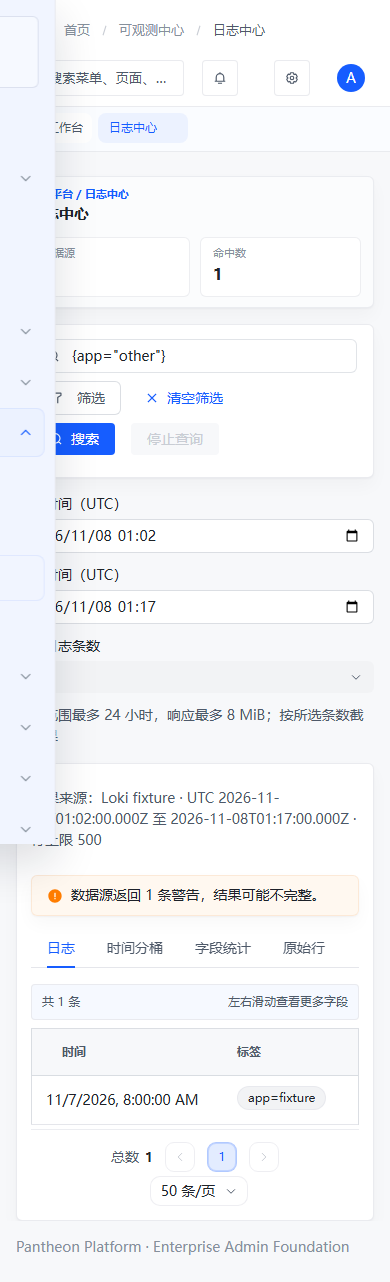 首页 / 可观测中心 / 日志中心
搜索菜单、页面、...
A
工作台
日志中心
平台 / 日志中心
志中心
据源
命中数
1
{app="other"}
筛选
清空筛选
搜索
停止查询
时间（UTC）
6/11/08 01:02
时间（UTC）
6/11/08 01:17
日志条数
范围最多 24 小时，响应最多 8 MiB；按所选条数截
果来源：Loki fixture · UTC 2026-11-
01:02:00.000Z 至 2026-11-08T01:17:00.000Z ·
上限 500
数据源返回 1 条警告，结果可能不完整。
日志 时间分桶 字段统计 原始行
共 1 条 左右滑动查看更多字段
时间 标签
11/7/2026, 8:00:00 AM app=fixture
总数 1
1
50 条/页
Pantheon Platform · Enterprise Admin Foundation